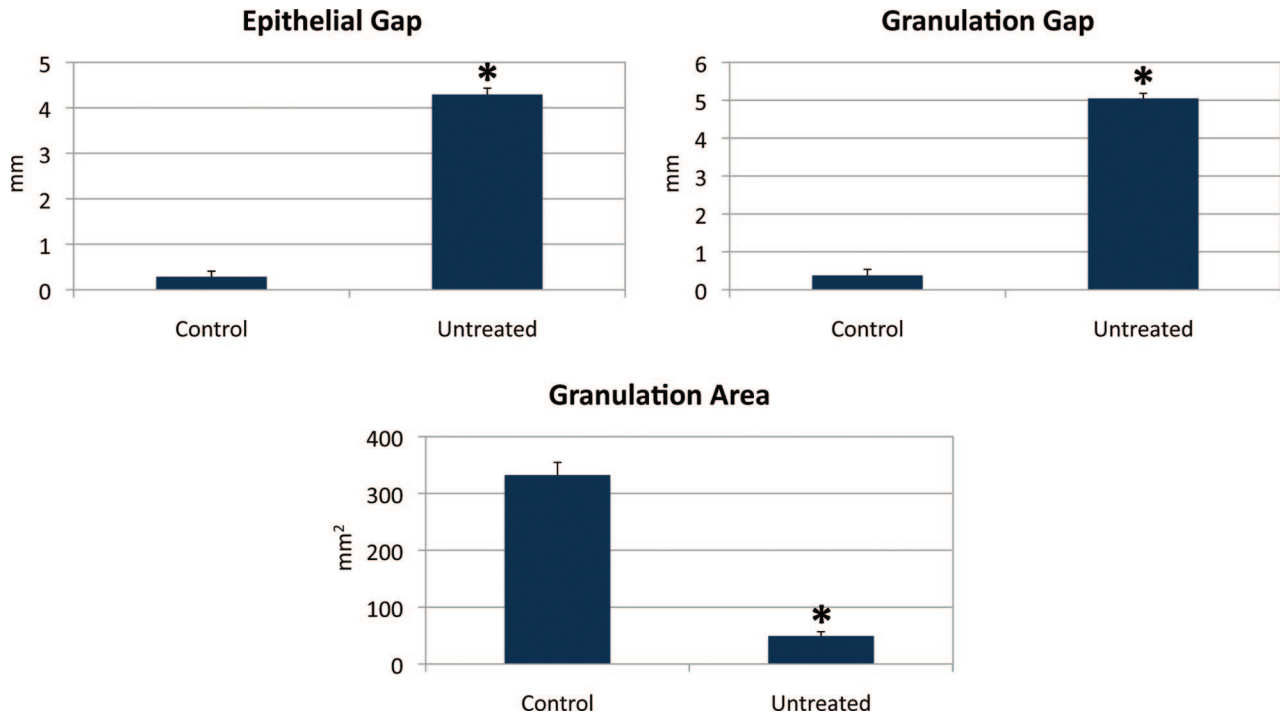 Epithelial Gap
5
4
3
2
1
0
mm
*
Control
Untreated
Granulation Gap
6
5
4
3
2
1
0
mm
*
Control
Untreated
Granulation Area
400
300
200
100
0
mm²
*
Control
Untreated